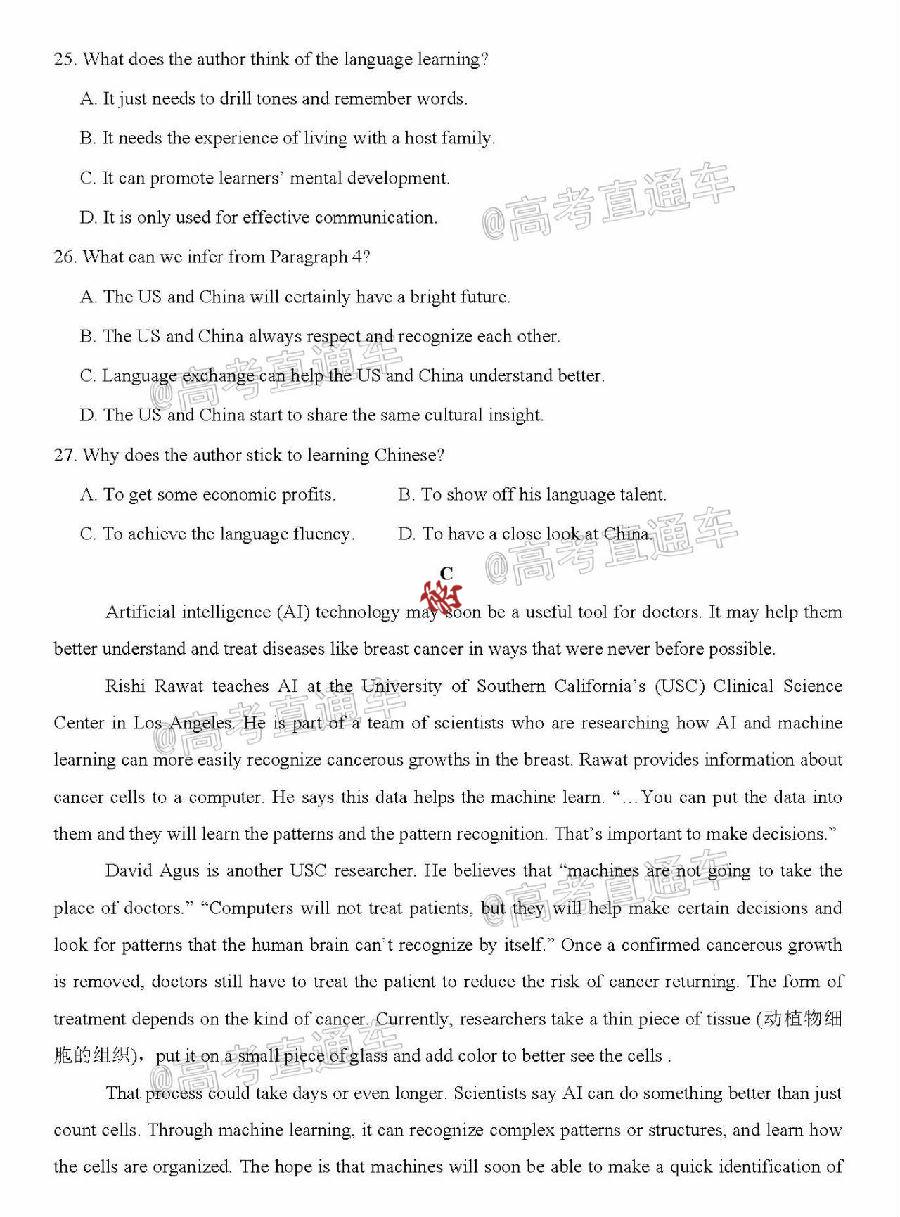 25. What does the author think of the language learning?
A. It just needs to drill tones and remember words.
B. It needs the experience of living with a host family.
C. It can promote learners’ mental development.
D. It is only used for effective communication.
@高考直通车
26. What can we infer from Paragraph 4?
A. The US and China will certainly have a bright future.
B. The US and China always respect and recognize each other.
@高考直通车
C. Language exchange can help the US and China understand better.
D. The US and China start to share the same cultural insight.
27. Why does the author stick to learning Chinese?
A. To get some economic profits. B. To show off his language talent.
C. To achieve the language fluency. D. To have a close look at China.
@高考直通车
C
Artificial intelligence (AI) technology may soon be a useful tool for doctors. It may help them
better understand and treat diseases like breast cancer in ways that were never before possible.
Rishi Rawat teaches AI at the University of Southern California’s (USC) Clinical Science
Center in Los Angeles. He is part of a team of scientists who are researching how AI and machine
@高考直通车
learning can more easily recognize cancerous growths in the breast. Rawat provides information about
cancer cells to a computer. He says this data helps the machine learn. “…You can put the data into
them and they will learn the patterns and the pattern recognition. That’s important to make decisions.”
David Agus is another USC researcher. He believes that “machines are not going to take the
@高考直通车
place of doctors.” “Computers will not treat patients, but they will help make certain decisions and
look for patterns that the human brain can’t recognize by itself.” Once a confirmed cancerous growth
is removed, doctors still have to treat the patient to reduce the risk of cancer returning. The form of
treatment depends on the kind of cancer. Currently, researchers take a thin piece of tissue (动植物细
胞的组织), put it on a small piece of glass and add color to better see the cells .
@高考直通车
That process could take days or even longer. Scientists say AI can do something better than just
count cells. Through machine learning, it can recognize complex patterns or structures, and learn how
the cells are organized. The hope is that machines will soon be able to make a quick identification of